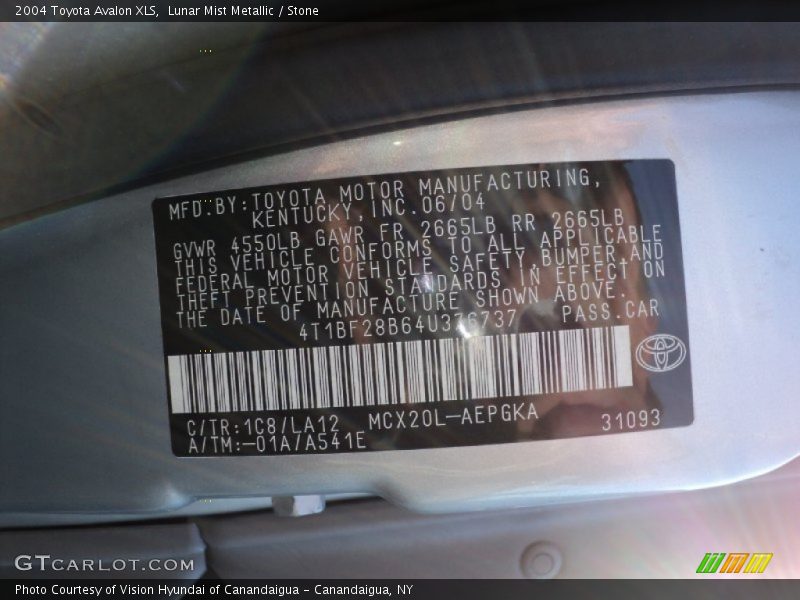 2004 Toyota Avalon XLS,  Lunar Mist Metallic / Stone
MFD.BY:TOYOTA MOTOR MANUFACTURING,
KENTUCKY,INC.06/04
GVWR 4550LB GAWR FR 2665LB RR 2665LB
THIS VEHICLE CONFORMS TO ALL APPLICABLE
FEDERAL MOTOR VEHICLE SAFETY BUMPER,AND
THEFT PREVENTION STANDARDS IN EFFECT ON
THE DATE OF MANUFACTURE SHOWN ABOVE.
PASS.CAR
C/TR:1C8/LA12 MCX20L-AEPGKA 31093
A/TM:-01A/A541E
GTCARLOT.COM
Photo Courtesy of Vision Hyundai of Canandaigua - Canandaigua, NY